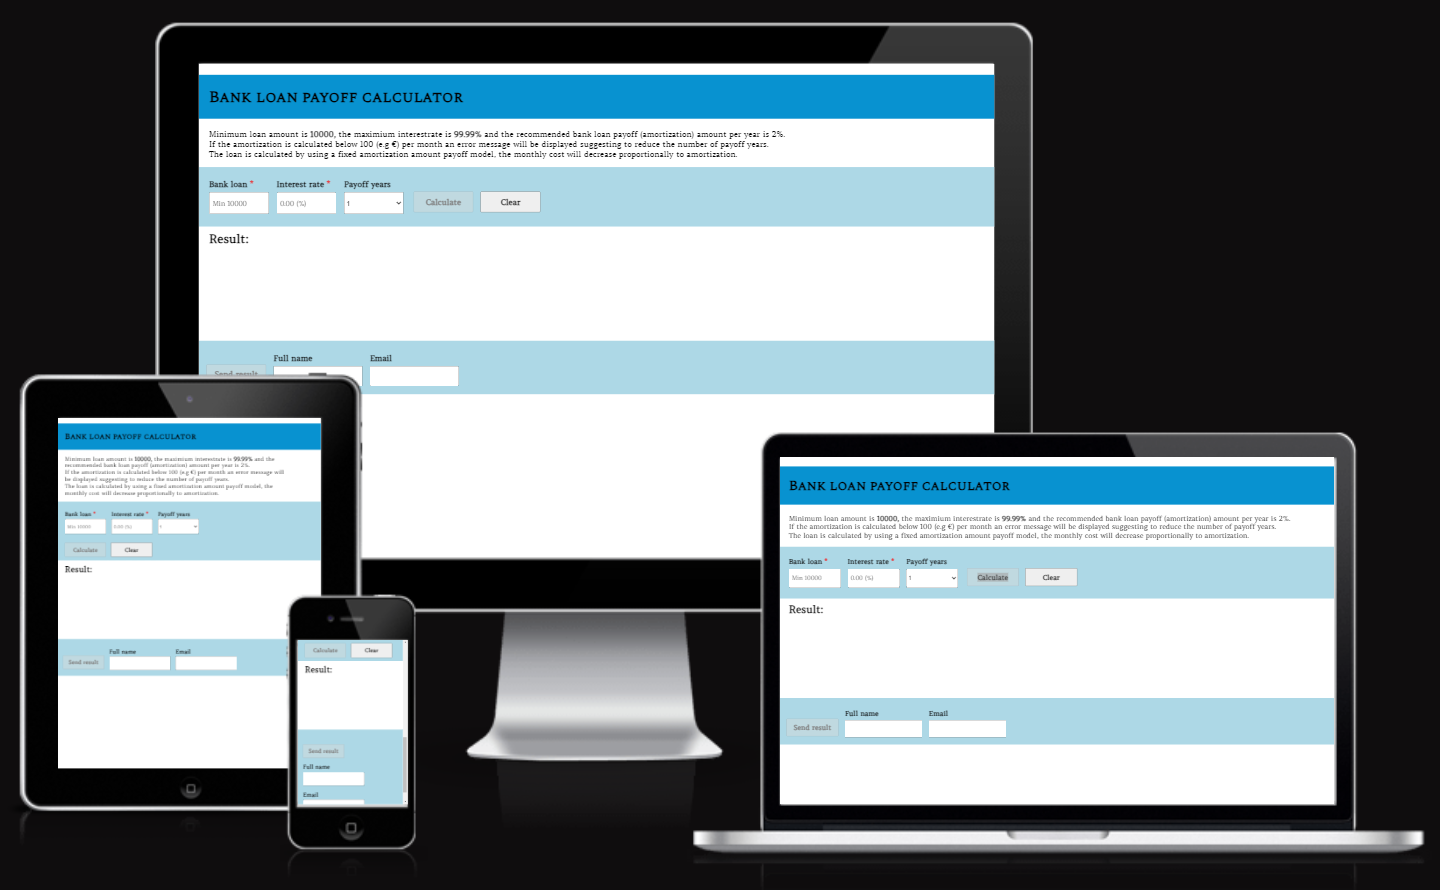 Bank loan payoff calculator
Minimum loan amount is 10000, the maximium interestrate is 99.99% and the recommended bank loan payoff (amortization) amount per year is 2%.
If the amortization is calculated below 100 (e.g €) per month an error message will be displayed suggesting to reduce the number of payoff years.
The loan is calculated by using a fixed amortization amount payoff model, the monthly cost will decrease proportionally to amortization.
Bank loan * Interest rate * Payoff years
Min 10000 0.00 (%) 1 Calculate Clear
Result:
Full name Email
Send result
Bank loan payoff calculator
Minimum loan amount is 10000, the maximium interestrate is 99.99% and the
recommended bank loan payoff (amortization) amount per year is 2%.
If the amortization is calculated below 100 (e.g €) per month an error message will
be displayed suggesting to reduce the number of payoff years.
The loan is calculated by using a fixed amortization amount payoff model, the
monthly cost will decrease proportionally to amortization.
Bank loan * Interest rate * Payoff years
Min 10000 0.00 (%) 1
Calculate Clear
Result:
Full name Email
Send result
Calculate Clear
Result:
Send result
Full name
Email
Bank loan payoff calculator
Minimum loan amount is 10000, the maximium interestrate is 99.99% and the recommended bank loan payoff (amortization) amount per year is 2%.
If the amortization is calculated below 100 (e.g €) per month an error message will be displayed suggesting to reduce the number of payoff years.
The loan is calculated by using a fixed amortization amount payoff model, the monthly cost will decrease proportionally to amortization.
Bank loan * Interest rate * Payoff years
Min 10000 0.00 (%) 1 Calculate Clear
Result:
Full name Email
Send result